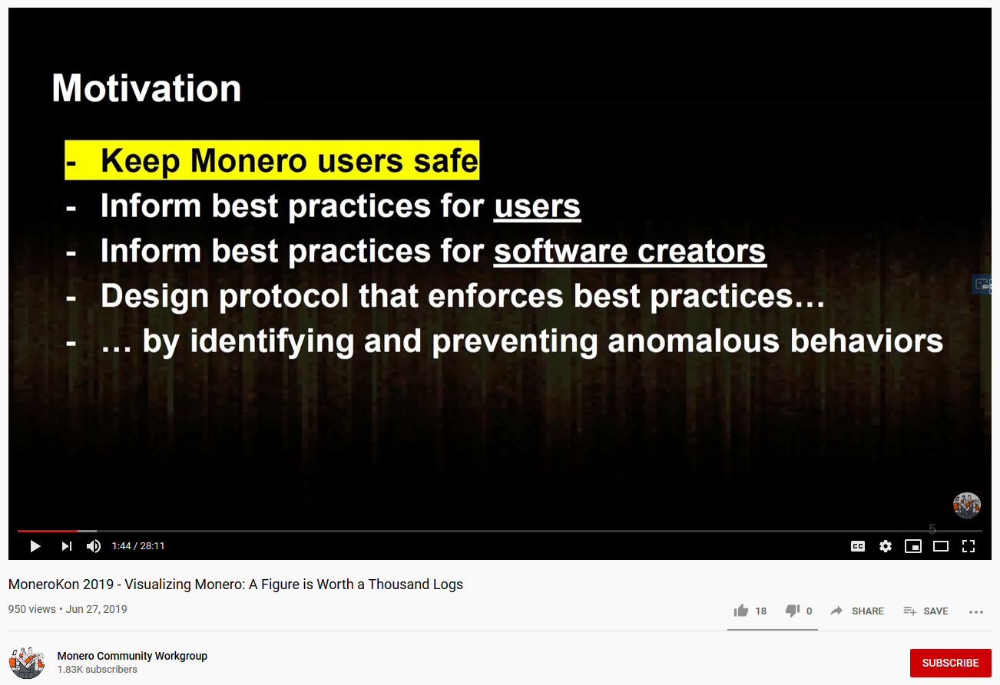 Motivation
- Keep Monero users safe
- Inform best practices for users
- Inform best practices for software creators
- Design protocol that enforces best practices…
- … by identifying and preventing anomalous behaviors
5
1:44 / 28:11
CC
MoneroKon 2019 - Visualizing Monero: A Figure is Worth a Thousand Logs
950 views • Jun 27, 2019
18
0
SHARE
SAVE
Monero Community Workgroup
1.83K subscribers
SUBSCRIBE